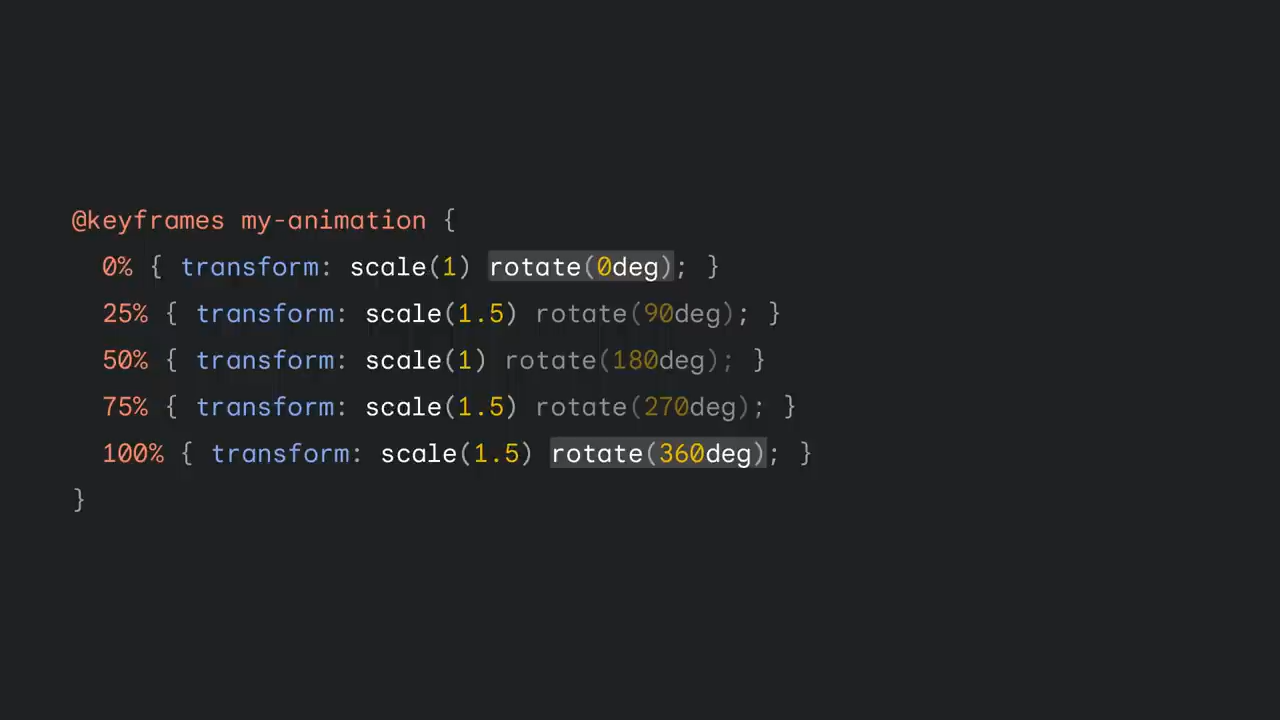 @keyframes my-animation {
0% { transform: scale(1) rotate(0deg); }
25% { transform: scale(1.5) rotate(90deg); }
50% { transform: scale(1) rotate(180deg); }
75% { transform: scale(1.5) rotate(270deg); }
100% { transform: scale(1.5) rotate(360deg); }
}